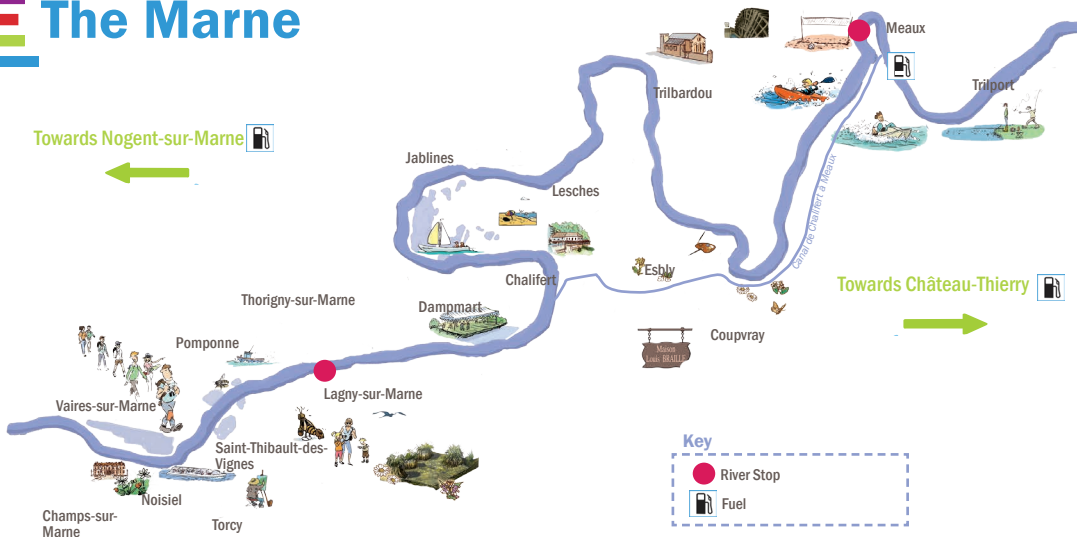 The Marne
Meaux
Trilport
Trilbardou
Towards Nogent-sur-Marne
Jablines
Lesches
Canal de Chalifert à Meaux
Esbly
Chalifert
Towards Château-Thierry
Thorigny-sur-Marne
Dampmart
Coupvray
Maison
Louis BRAILLE
Pomponne
Lagny-sur-Marne
Vaires-sur-Marne
Saint-Thibault-des-
Vignes
Noisiel
Champs-sur-
Marne
Torcy
Key
River Stop
Fuel